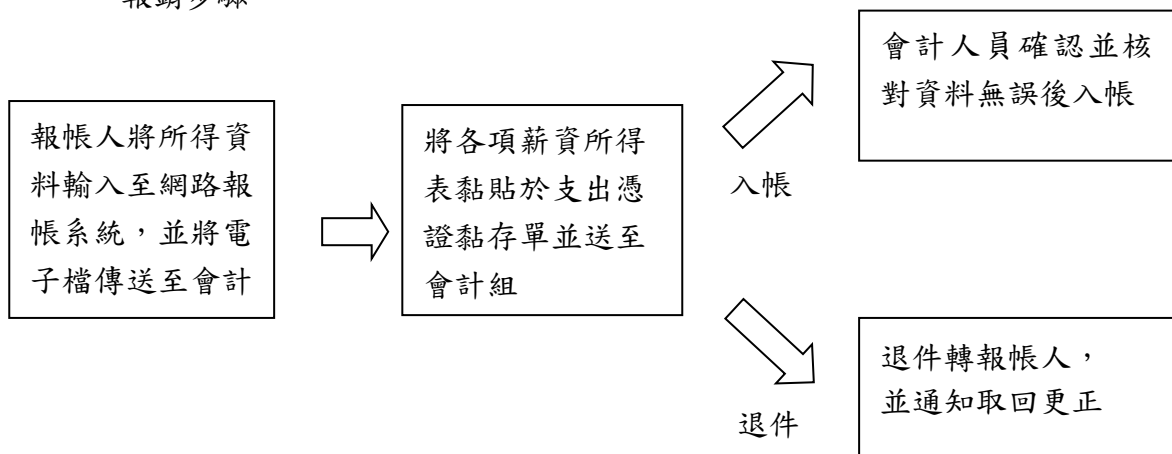 報銷步驟
報帳人將所得資
料輸入至網路報
帳系統，並將電
子檔傳送至會計
將各項薪資所得
表黏貼於支出憑
證黏存單並送至
會計組
入帳
會計人員確認並核
對資料無誤後入帳
退件
退件轉報帳人，
並通知取回更正